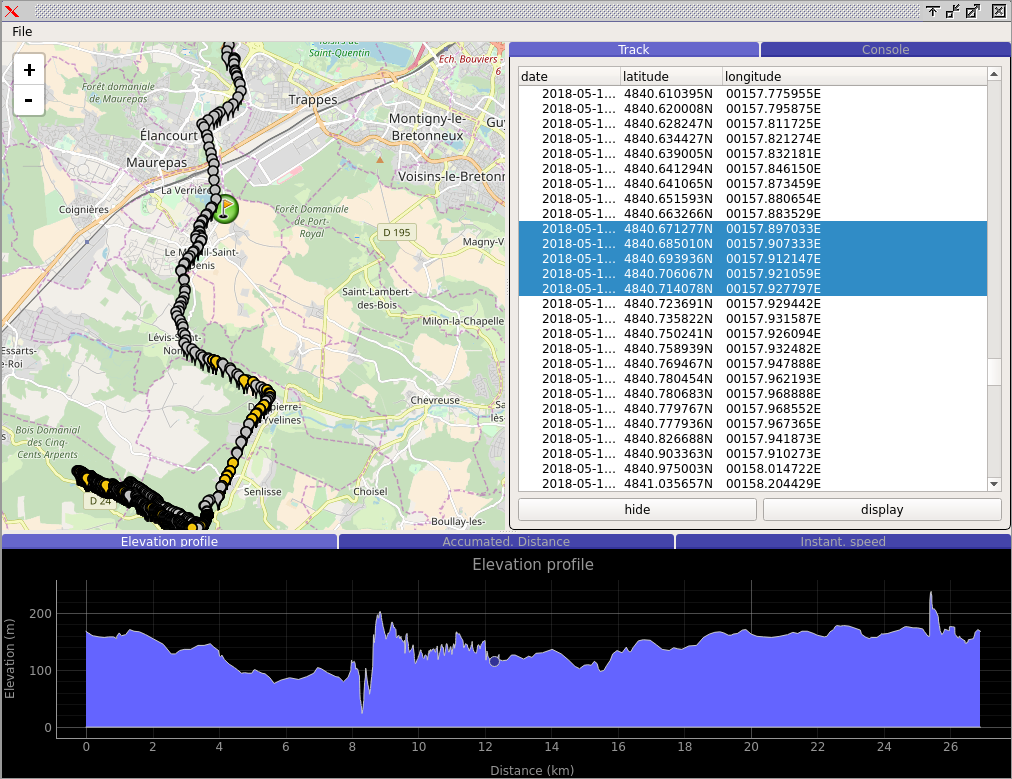 File
+
-
Saint-Quentin
Ech. Bouviers
6
Forêt domaniale
de Maurepas
Trappes
Élancourt
Montigny-le-
Bretonneux
Maurepas
Voisins-le-Breton
La Verrière
Coignières
Forêt Domaniale
de Port-
Royal
D 195
Magny-V
Denis
Saint-Lambert-
des-Bois
Milon-la-Chapelle
Essarts-
e-Roi
Chevreuse
Yvelines
Bois Domanial
des Cinq-
Cents Arpents
D 24
Senlisse
Choisel
Boullay-les-
Track
Console
date latitude longitude
2018-05-1... 4840.610395N 00157.775955E
2018-05-1... 4840.620008N 00157.795875E
2018-05-1... 4840.628247N 00157.811725E
2018-05-1... 4840.634427N 00157.821274E
2018-05-1... 4840.639005N 00157.832181E
2018-05-1... 4840.641294N 00157.846150E
2018-05-1... 4840.641065N 00157.873459E
2018-05-1... 4840.651593N 00157.880654E
2018-05-1... 4840.663266N 00157.883529E
2018-05-1... 4840.671277N 00157.897033E
2018-05-1... 4840.685010N 00157.907333E
2018-05-1... 4840.693936N 00157.912147E
2018-05-1... 4840.706067N 00157.921059E
2018-05-1... 4840.714078N 00157.927797E
2018-05-1... 4840.723691N 00157.929442E
2018-05-1... 4840.735822N 00157.931587E
2018-05-1... 4840.750241N 00157.926094E
2018-05-1... 4840.758939N 00157.932482E
2018-05-1... 4840.769467N 00157.947888E
2018-05-1... 4840.780454N 00157.962193E
2018-05-1... 4840.780683N 00157.968888E
2018-05-1... 4840.779767N 00157.968552E
2018-05-1... 4840.777936N 00157.967365E
2018-05-1... 4840.826688N 00157.941873E
2018-05-1... 4840.903363N 00157.910273E
2018-05-1... 4840.975003N 00158.014722E
2018-05-1... 4841.035657N 00158.204429E
hide
display
Elevation profile
Accumated. Distance
Instant. speed
Elevation profile
Elevation (m)
200
100
0
0 2 4 6 8 10 12 14 16 18 20 22 24 26
Distance (km)